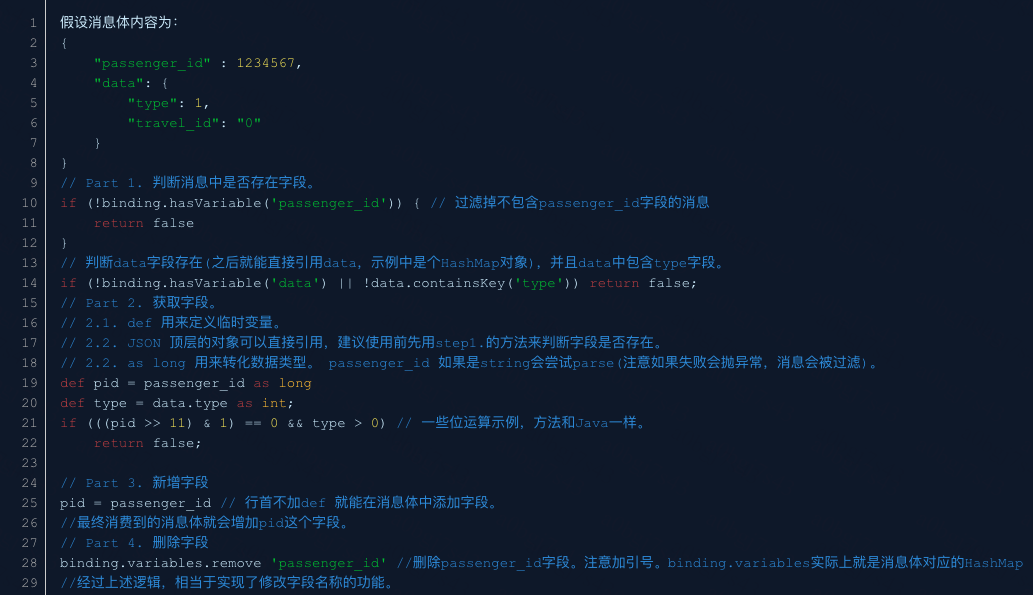 1 假设消息体内容为：
2 {
3     "passenger_id" : 1234567,
4     "data": {
5         "type": 1,
6         "travel_id": "0"
7     }
8 }
9 // Part 1. 判断消息中是否存在字段。
10 if (!binding.hasVariable('passenger_id')) { // 过滤掉不包含passenger_id字段的消息
11     return false
12 }
13 // 判断data字段存在(之后就能直接引用data，示例中是个HashMap对象)，并且data中包含type字段。
14 if (!binding.hasVariable('data') || !data.containsKey('type')) return false;
15 // Part 2. 获取字段。
16 // 2.1. def 用来定义临时变量。
17 // 2.2. JSON 顶层的对象可以直接引用，建议使用前先用step1.的方法来判断字段是否存在。
18 // 2.2. as long 用来转化数据类型。 passenger_id 如果是string会尝试parse(注意如果失败会抛异常，消息会被过滤)。
19 def pid = passenger_id as long
20 def type = data.type as int;
21 if (((pid >> 11) & 1) == 0 && type > 0) // 一些位运算示例，方法和Java一样。
22     return false;
23
24 // Part 3. 新增字段
25 pid = passenger_id // 行首不加def 就能在消息体中添加字段。
26 //最终消费到的消息体就会增加pid这个字段。
27 // Part 4. 删除字段
28 binding.variables.remove 'passenger_id' //删除passenger_id字段。注意加引号。binding.variables实际上就是消息体对应的HashMap
29 //经过上述逻辑，相当于实现了修改字段名称的功能。